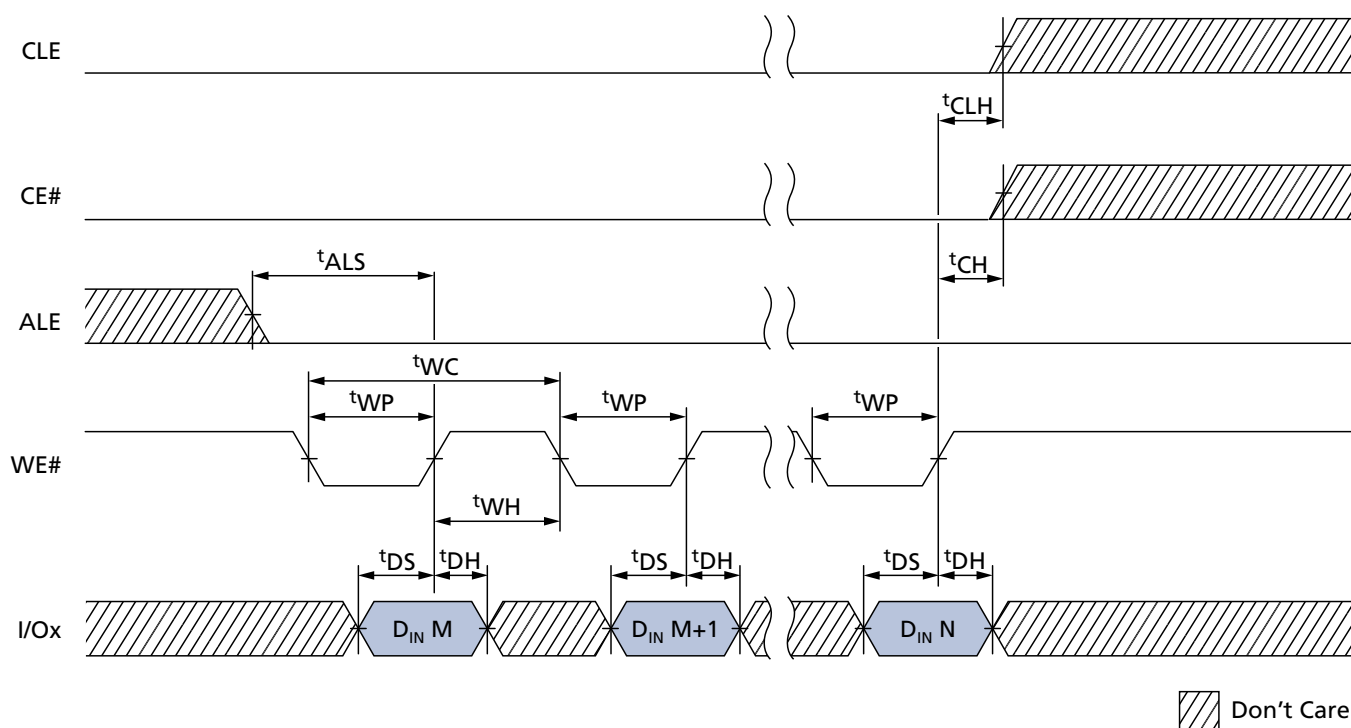 CLE
tCLH
CE#
tALS
tCH
ALE
tWC
tWP tWP tWP
WE#
tWH
tDS tDH tDS tDH tDS tDH
I/Ox DIN M DIN M+1 DIN N
Don't Care